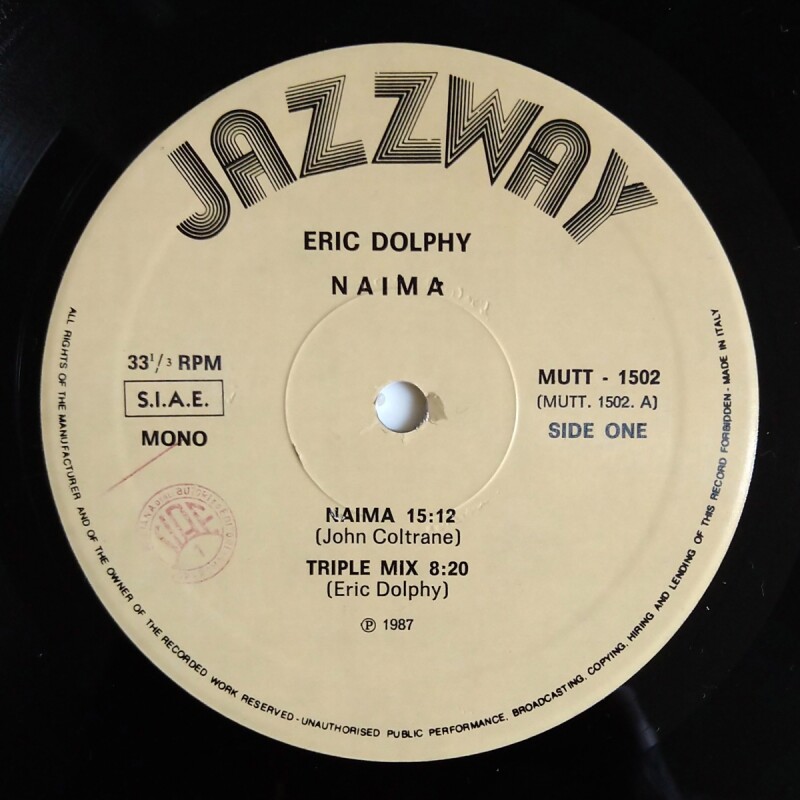 JAZZWAY
ERIC DOLPHY
NAIMA
33 1/3 RPM
S.I.A.E.
MONO
MUTT - 1502
(MUTT. 1502. A)
SIDE ONE
NAIMA 15:12
(John Coltrane)
TRIPLE MIX 8:20
(Eric Dolphy)
℗ 1987
ALL RIGHTS OF THE MANUFACTURER AND OF THE OWNER OF THE RECORDED WORK RESERVED - UNAUTHORISED PUBLIC PERFORMANCE, BROADCASTING, COPYING, HIRING AND LENDING OF THIS RECORD FORBIDDEN - MADE IN ITALY